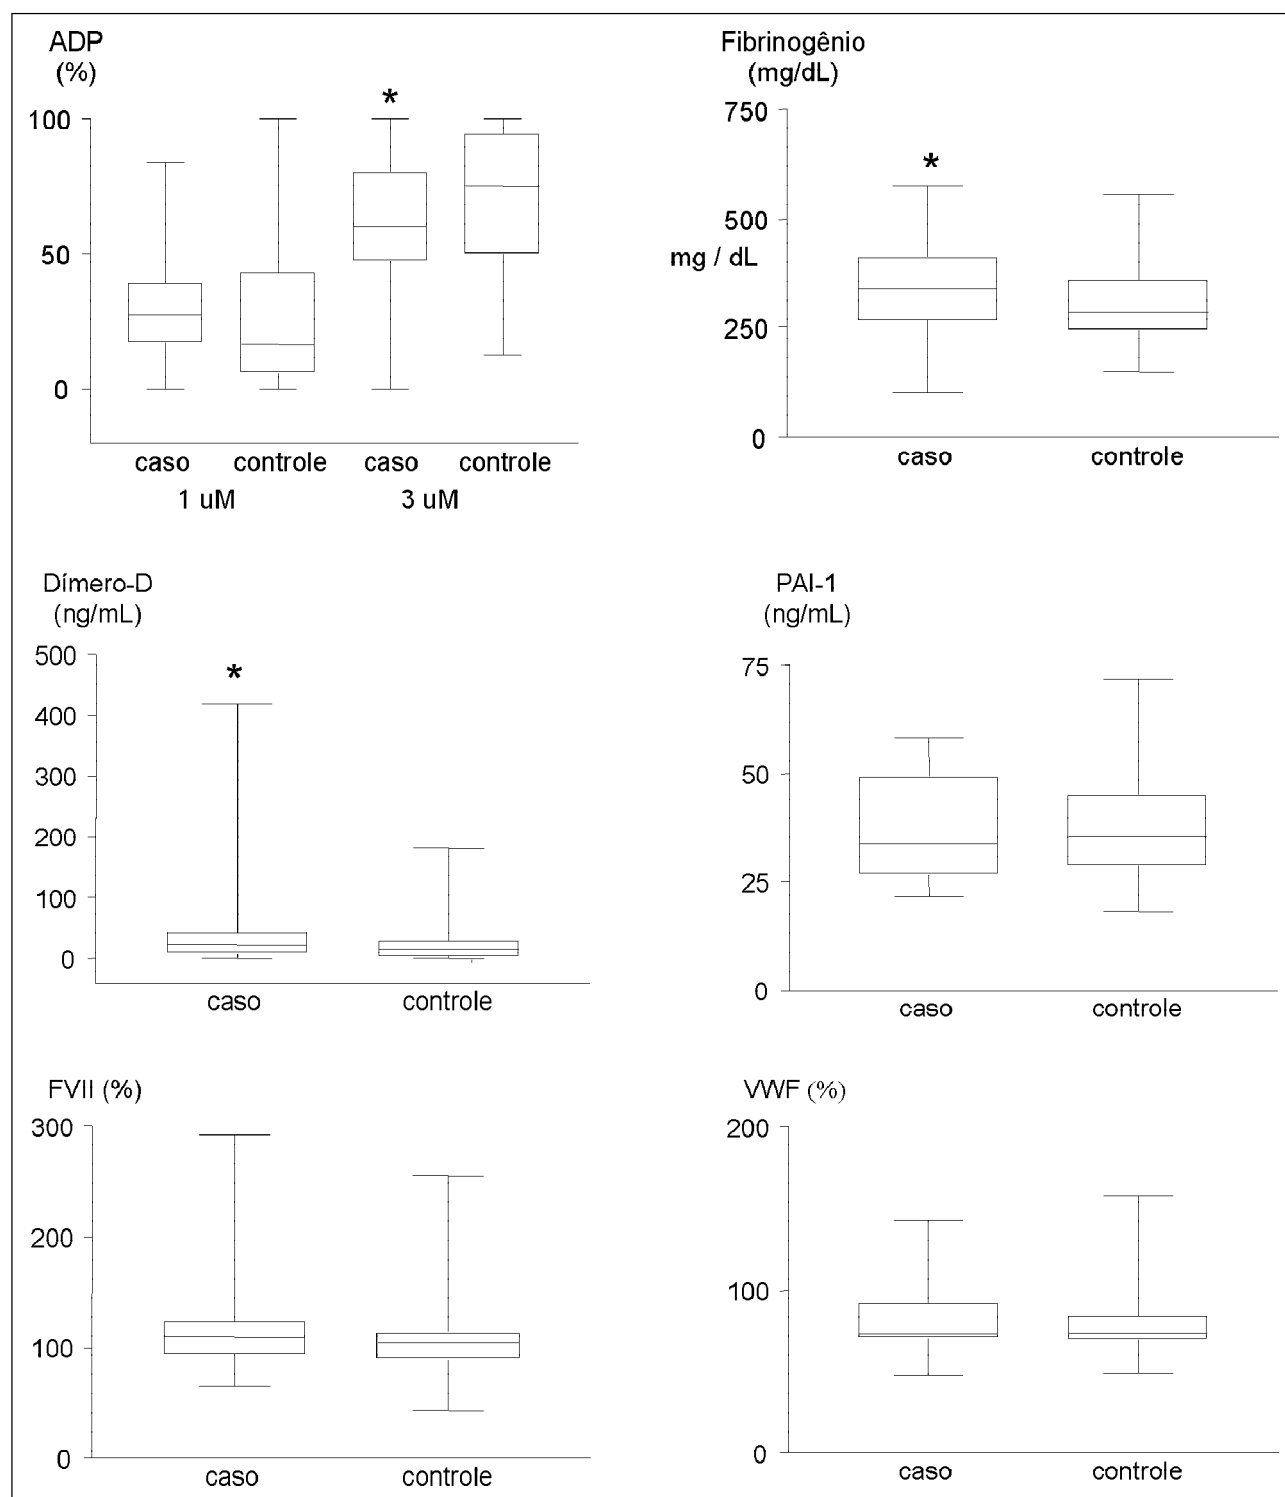 ADP
(%)
*
100
50
0
caso controle caso controle
1 uM 3 uM
Fibrinogênio
(mg/dL)
750
*
500
mg / dL
250
0
caso controle
Dímero-D
(ng/mL)
500
*
400
300
200
100
0
caso controle
PAI-1
(ng/mL)
75
50
25
0
caso controle
FVII (%)
300
200
100
0
caso controle
VWF (%)
200
100
0
caso controle